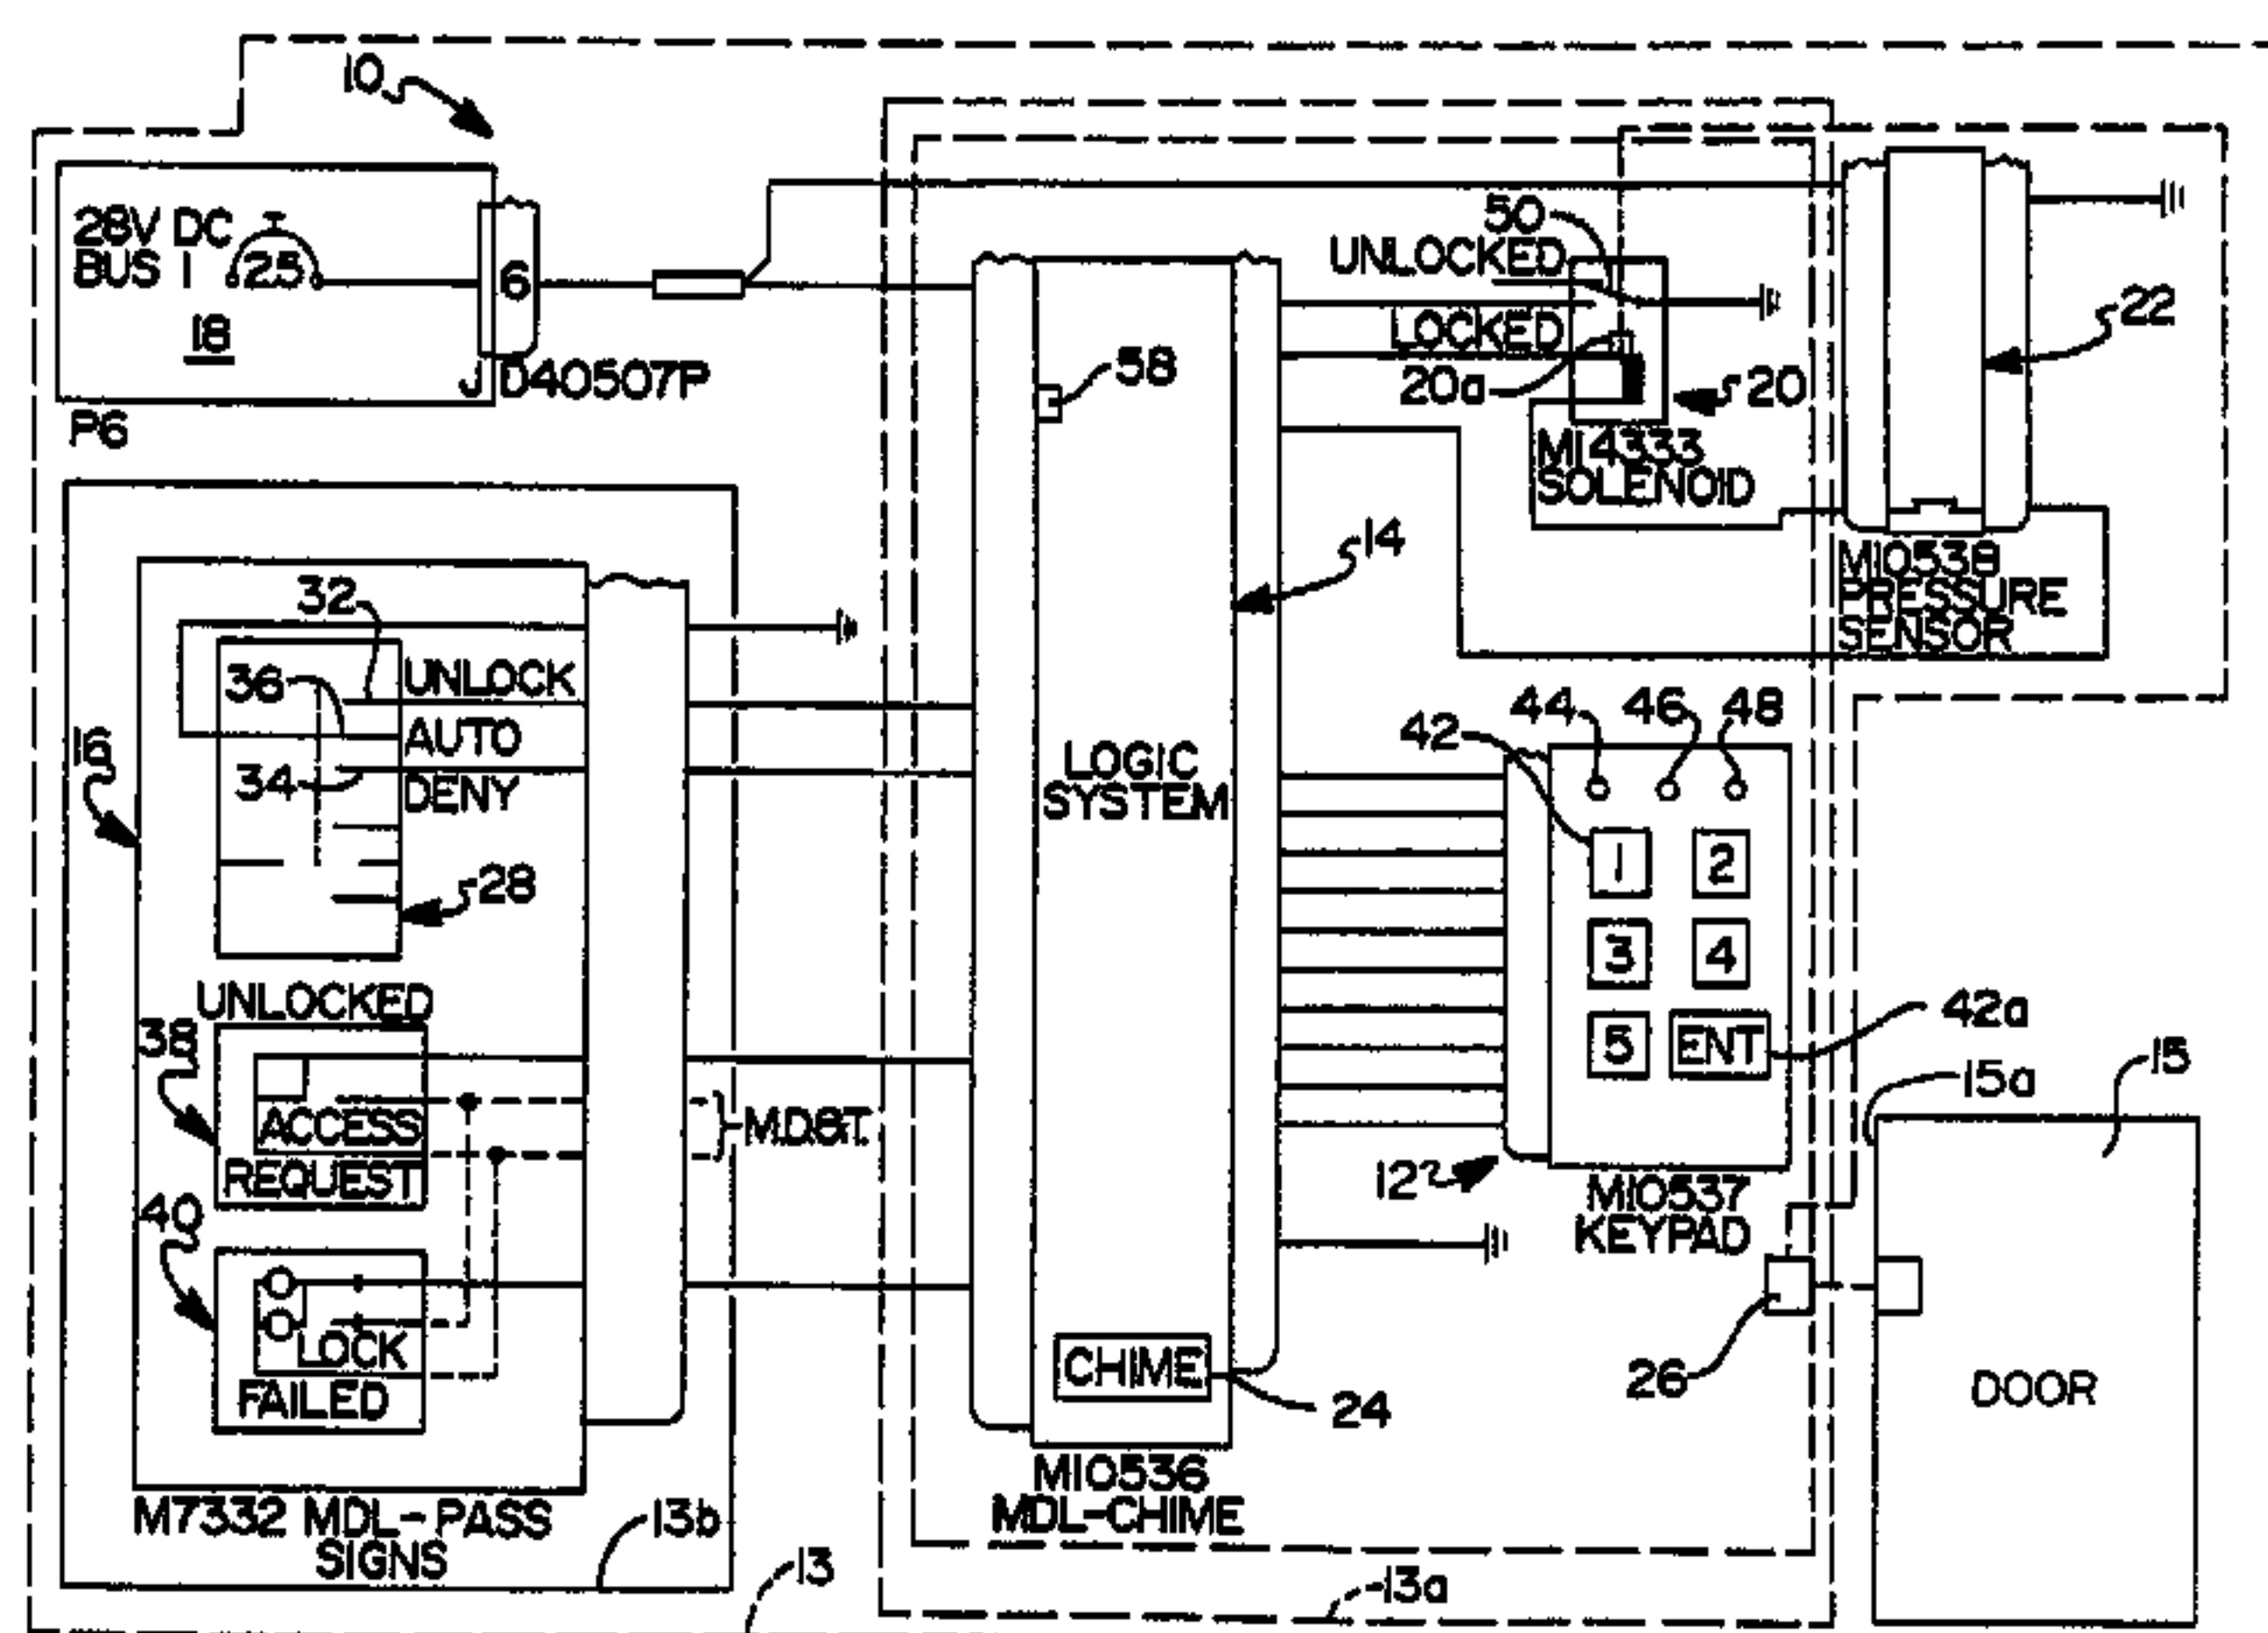 10
28V DC
BUS 1
25
18
6
D40507P
P6
50
UNLOCKED
LOCKED
20a
20
M14333
SOLENOID
22
M10538
PRESSURE
SENSOR
58
14
32
36
UNLOCK
AUTO
34
DENY
16
28
UNLOCKED
38
ACCESS
REQUEST
M.D.&T.
40
LOCK
FAILED
M7332 MDL-PASS
SIGNS
13b
13
LOGIC
SYSTEM
CHIME
24
M10536
MDL-CHIME
13a
42
44
46
48
1
2
3
4
5
ENT
42a
12
M10537
KEYPAD
26
15a
15
DOOR